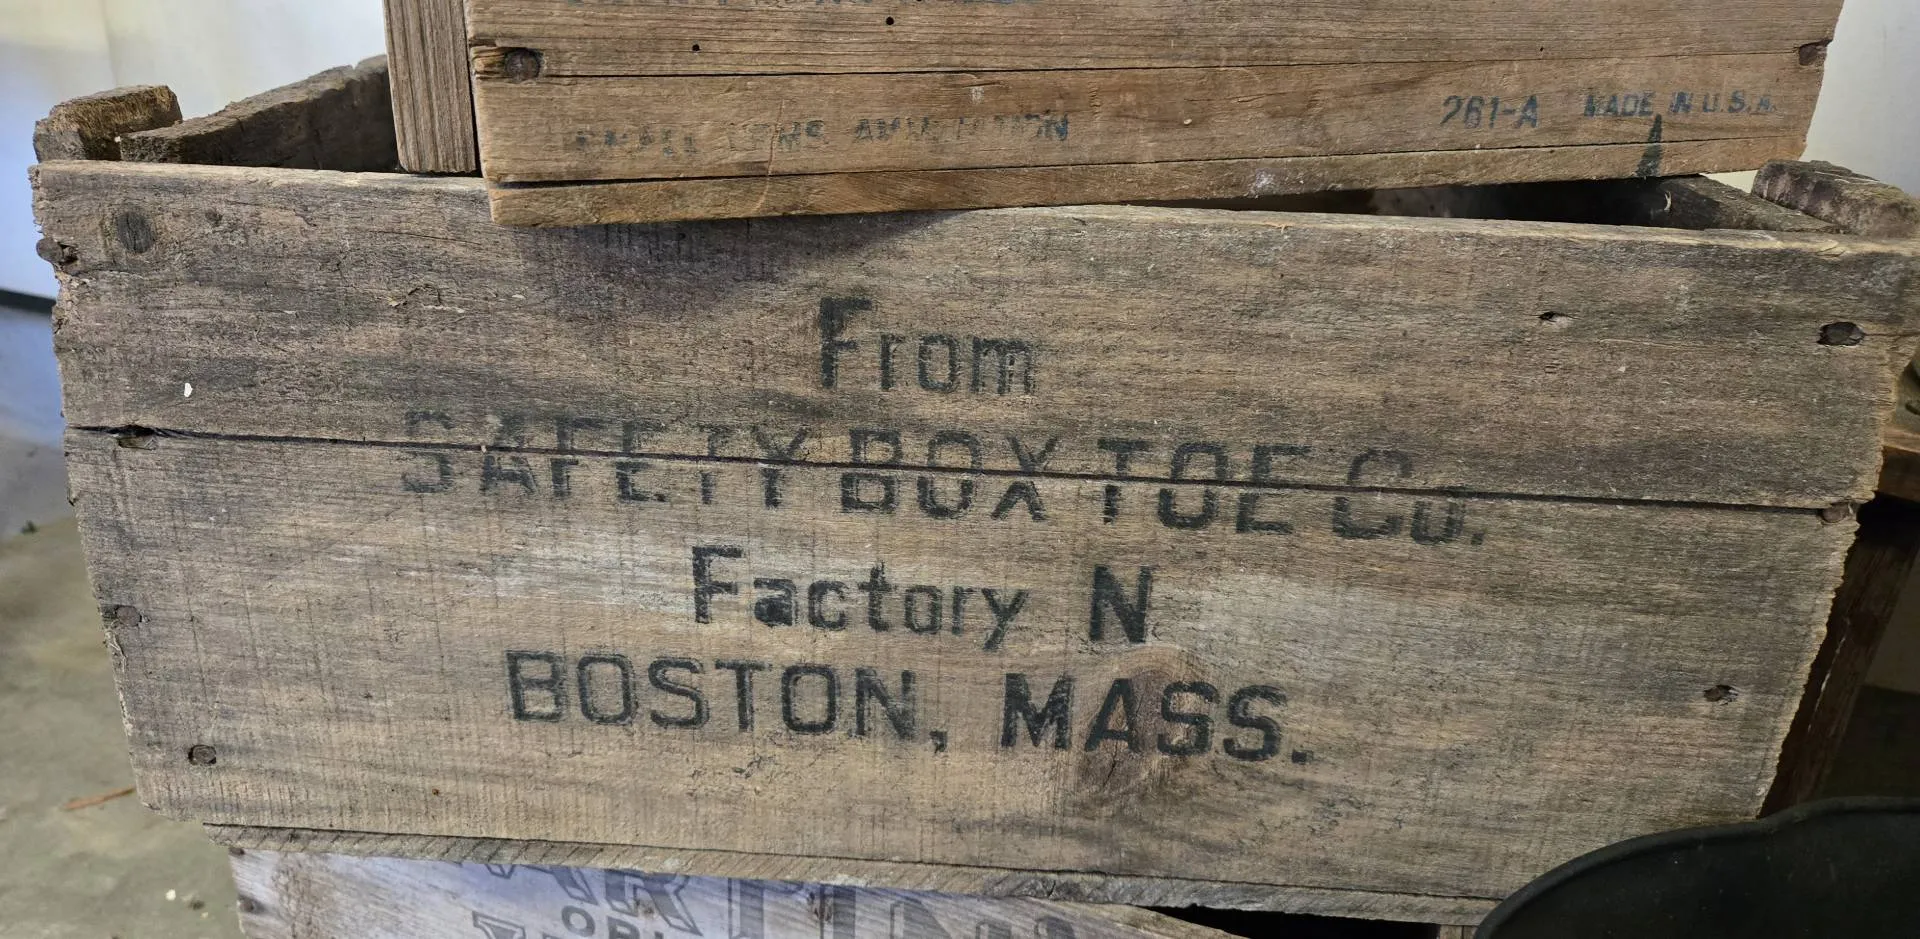 SMALL ARMS AMMUNITION
261-A MADE IN U.S.A.
From
SAFETY BOX TOE Co.
Factory N
BOSTON, MASS.